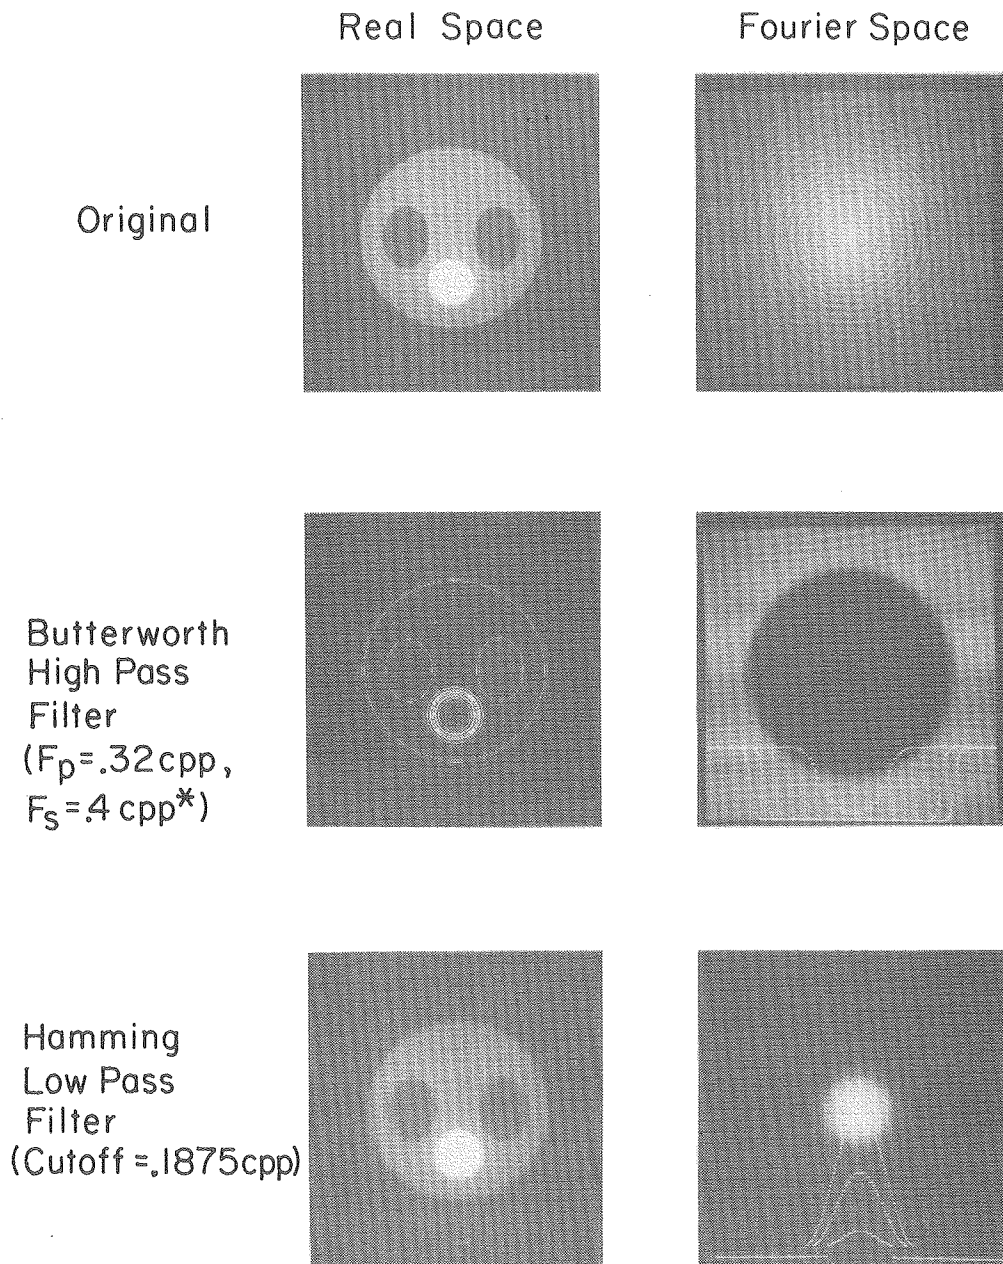 Real Space
Fourier Space
Original
Butterworth
High Pass
Filter
(Fp=.32cpp,
Fs=.4 cpp*)
Hamming
Low Pass
Filter
(Cutoff=.1875cpp)